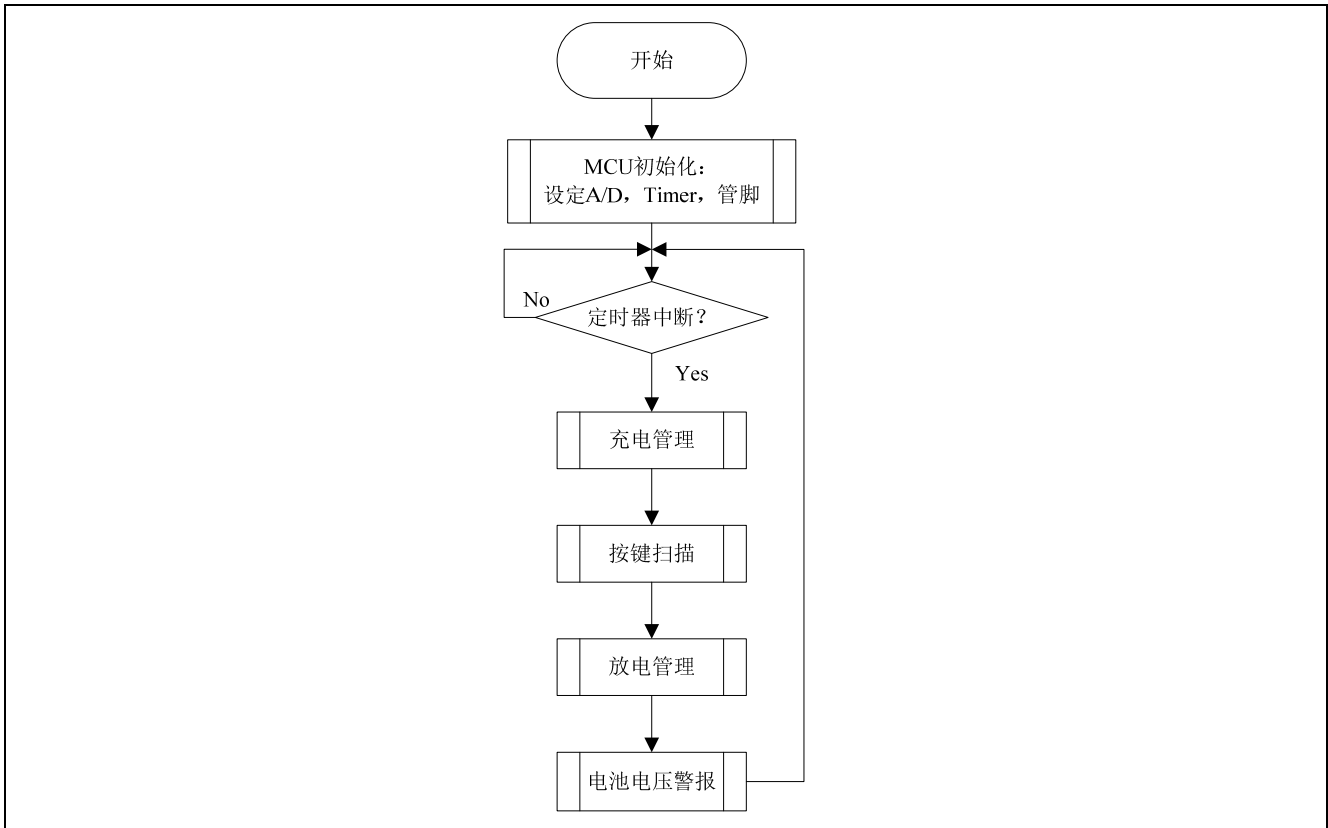 开始
MCU初始化：
设定A/D，Timer，管脚
No
定时器中断？
Yes
充电管理
按键扫描
放电管理
电池电压警报